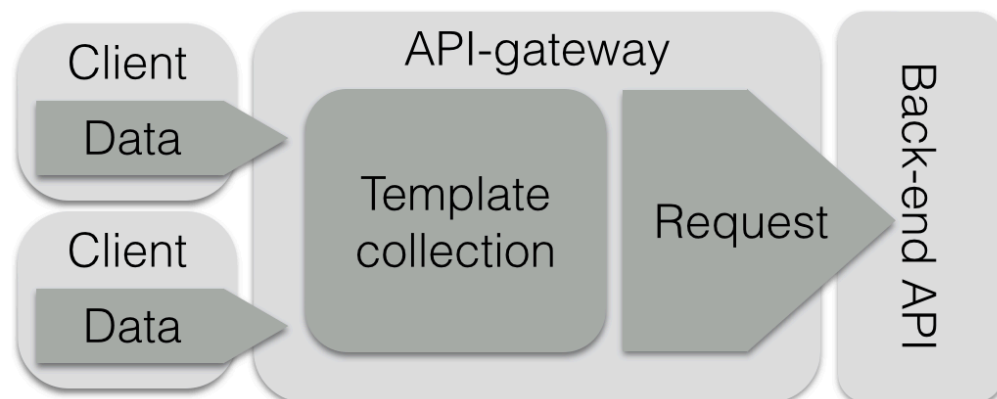 Client
Data
Client
Data
API-gateway
Template
collection
Request
Back-end API